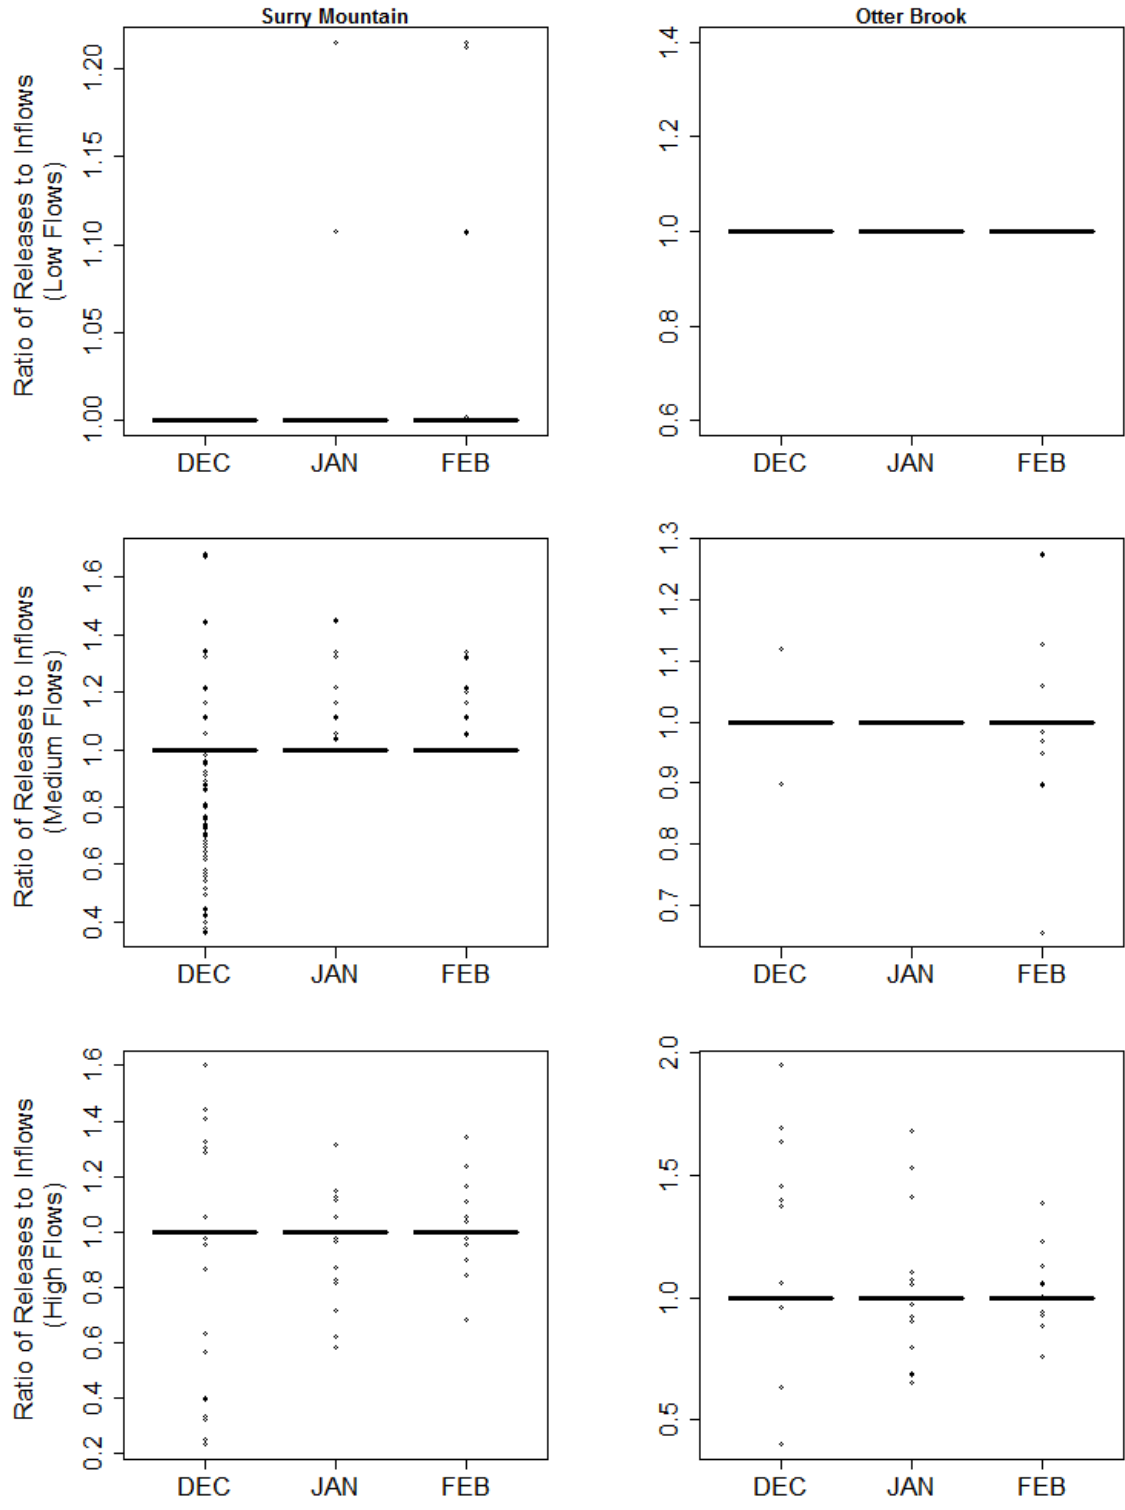 Surry Mountain
Otter Brook
Ratio of Releases to Inflows
(Low Flows)
1.20
1.15
1.10
1.05
1.00
DEC JAN FEB
1.4
1.2
1.0
0.8
0.6
DEC JAN FEB
Ratio of Releases to Inflows
(Medium Flows)
1.6
1.4
1.2
1.0
0.8
0.6
0.4
DEC JAN FEB
1.3
1.2
1.1
1.0
0.9
0.8
0.7
DEC JAN FEB
Ratio of Releases to Inflows
(High Flows)
1.6
1.4
1.2
1.0
0.8
0.6
0.4
0.2
DEC JAN FEB
2.0
1.5
1.0
0.5
DEC JAN FEB